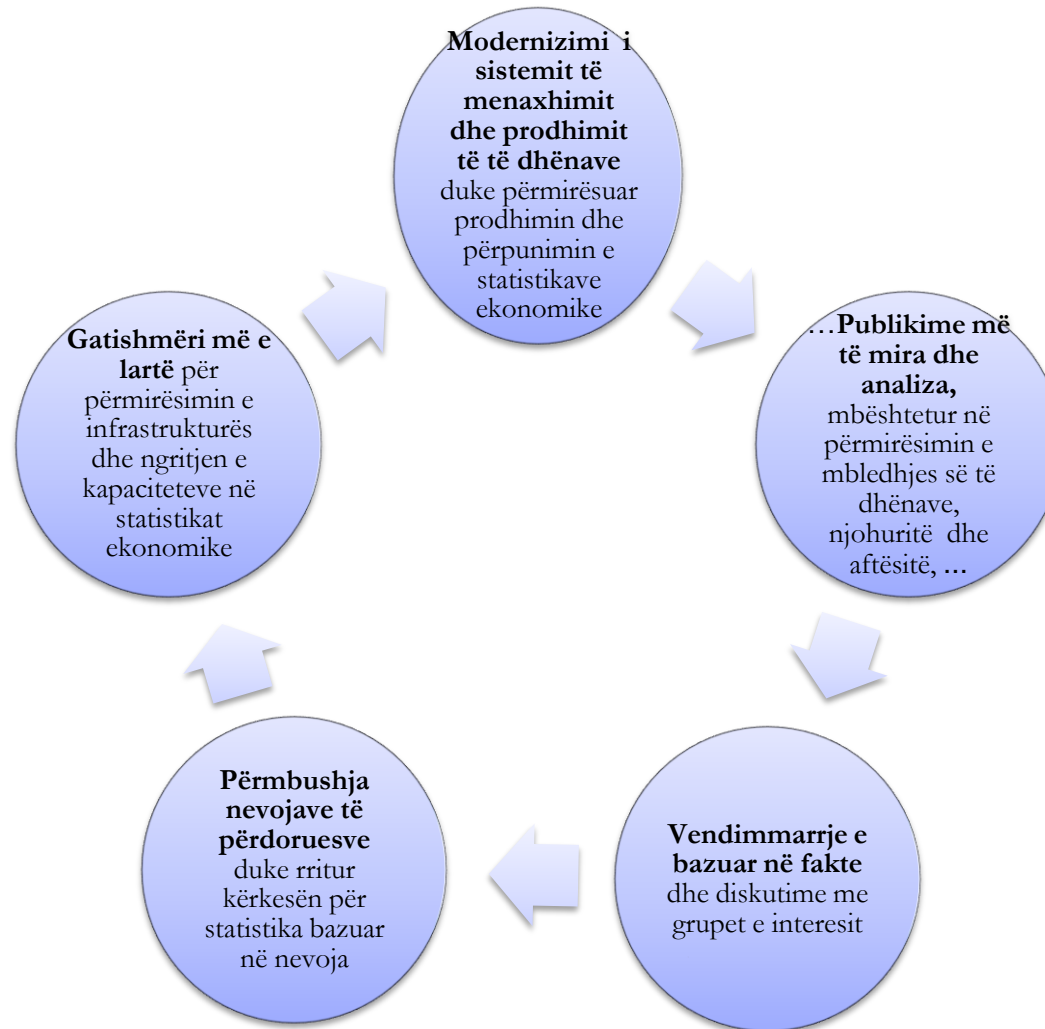 Modernizimi i
sistemit të
menaxhimit
dhe prodhimit
të të dhënave
duke përmirësuar
prodhimin dhe
përpunimin e
statistikave
ekonomike
…Publikime më
të mira dhe
analiza,
mbështetur në
përmirësimin e
mbledhjes së të
dhënave,
njohuritë dhe
aftësitë, …
Vendimmarrje e
bazuar në fakte
dhe diskutime me
grupet e interesit
Përmbushja
nevojave të
përdoruesve
duke rritur
kërkesën për
statistika bazuar
në nevoja
Gatishmëri më e
lartë për
përmirësimin e
infrastrukturës
dhe ngritjen e
kapaciteteve në
statistikat
ekonomike